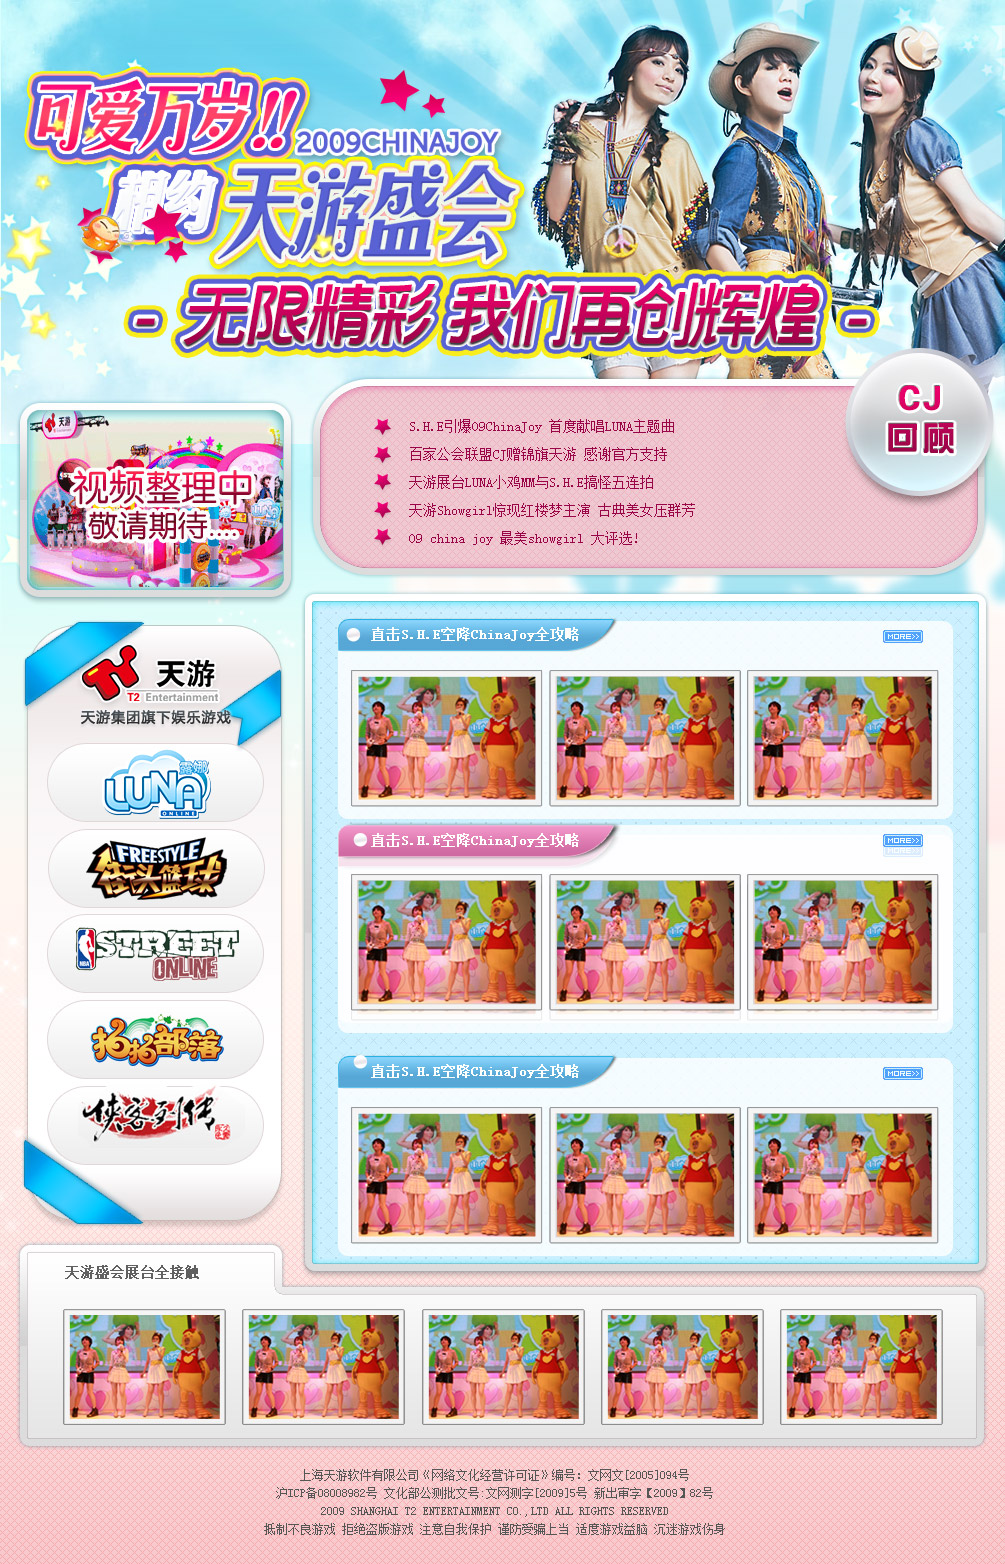 可爱万岁!!
2009CHINAJOY
相约天游盛会
- 无限精彩 我们再创辉煌 -
CJ
回顾
天游
视频整理中
敬请期待....
S.H.E引爆09ChinaJoy 首度献唱LUNA主题曲
百家公会联盟CJ赠锦旗天游 感谢官方支持
天游展台LUNA小鸡MM与S.H.E搞怪五连拍
天游Showgirl惊现红楼梦主演 古典美女压群芳
09 china joy 最美showgirl 大评选!
天游
T2 Entertainment
天游集团旗下娱乐游戏
LUNA 露娜
ONLINE
FREESTYLE
街头篮球
NBA STREET
ONLINE
拍拍部落
侠客列传
直击S.H.E空降ChinaJoy全攻略
MORE>>
直击S.H.E空降ChinaJoy全攻略
MORE>>
直击S.H.E空降ChinaJoy全攻略
MORE>>
天游盛会展台全接触
上海天游软件有限公司《网络文化经营许可证》编号: 文网文[2005]094号
沪ICP备08008982号 文化部公测批文号:文网测字[2009]5号 新出审字【2009】82号
2009 SHANGHAI T2 ENTERTAINMENT CO.,LTD ALL RIGHTS RESERVED
抵制不良游戏 拒绝盗版游戏 注意自我保护 谨防受骗上当 适度游戏益脑 沉迷游戏伤身